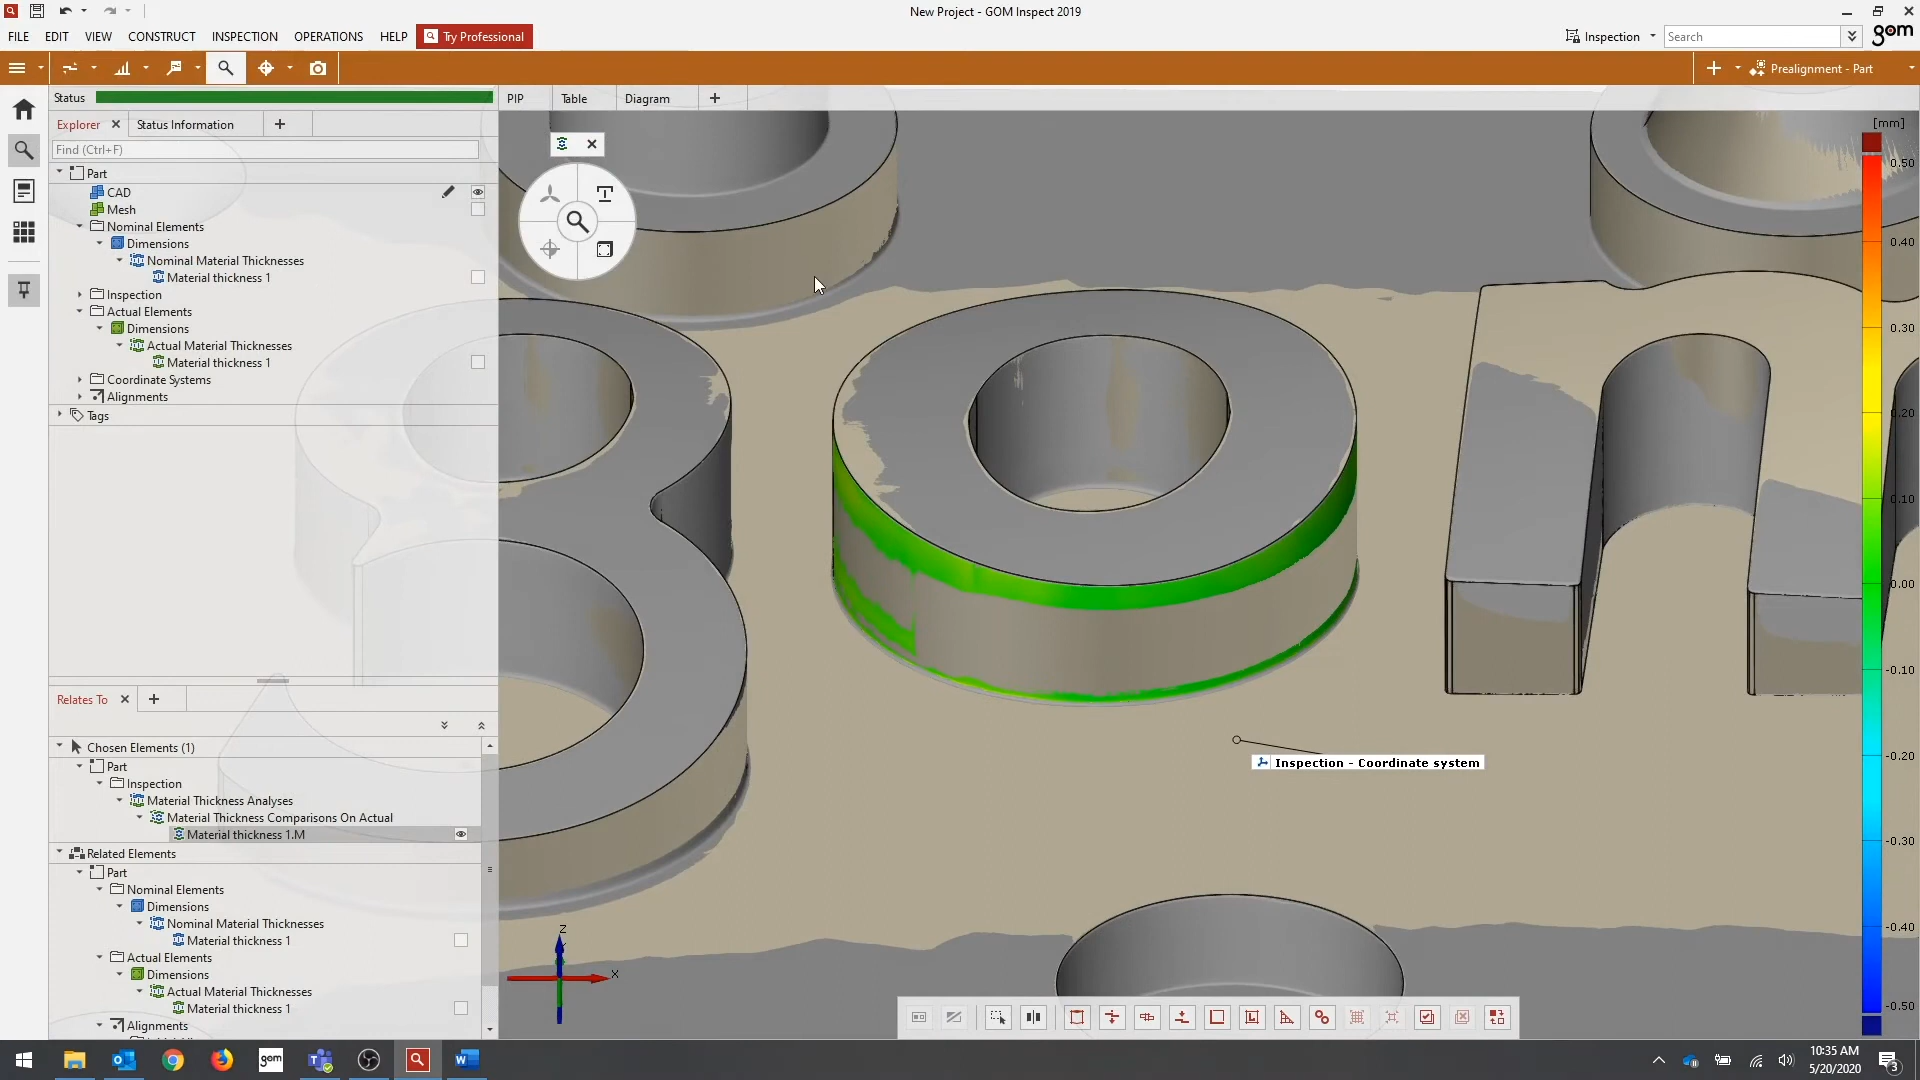 New Project - GOM Inspect 2019
FILE EDIT VIEW CONSTRUCT INSPECTION OPERATIONS HELP Try Professional Inspection Search gom
Prealignment - Part
Status
PIP Table Diagram
Explorer Status Information
Find (Ctrl+F)
Part
CAD
Mesh
Nominal Elements
Dimensions
Nominal Material Thicknesses
Material thickness 1
Inspection
Actual Elements
Dimensions
Actual Material Thicknesses
Material thickness 1
Coordinate Systems
Alignments
Tags
[mm]
0.50
0.40
0.30
0.20
0.10
0.00
-0.10
-0.20
-0.30
-0.40
-0.50
Inspection - Coordinate system
Z
X
Relates To
Chosen Elements (1)
Part
Inspection
Material Thickness Analyses
Material Thickness Comparisons On Actual
Material thickness 1.M
Related Elements
Part
Nominal Elements
Dimensions
Nominal Material Thicknesses
Material thickness 1
Actual Elements
Dimensions
Actual Material Thicknesses
Material thickness 1
Alignments
gom
10:35 AM
5/20/2020
3